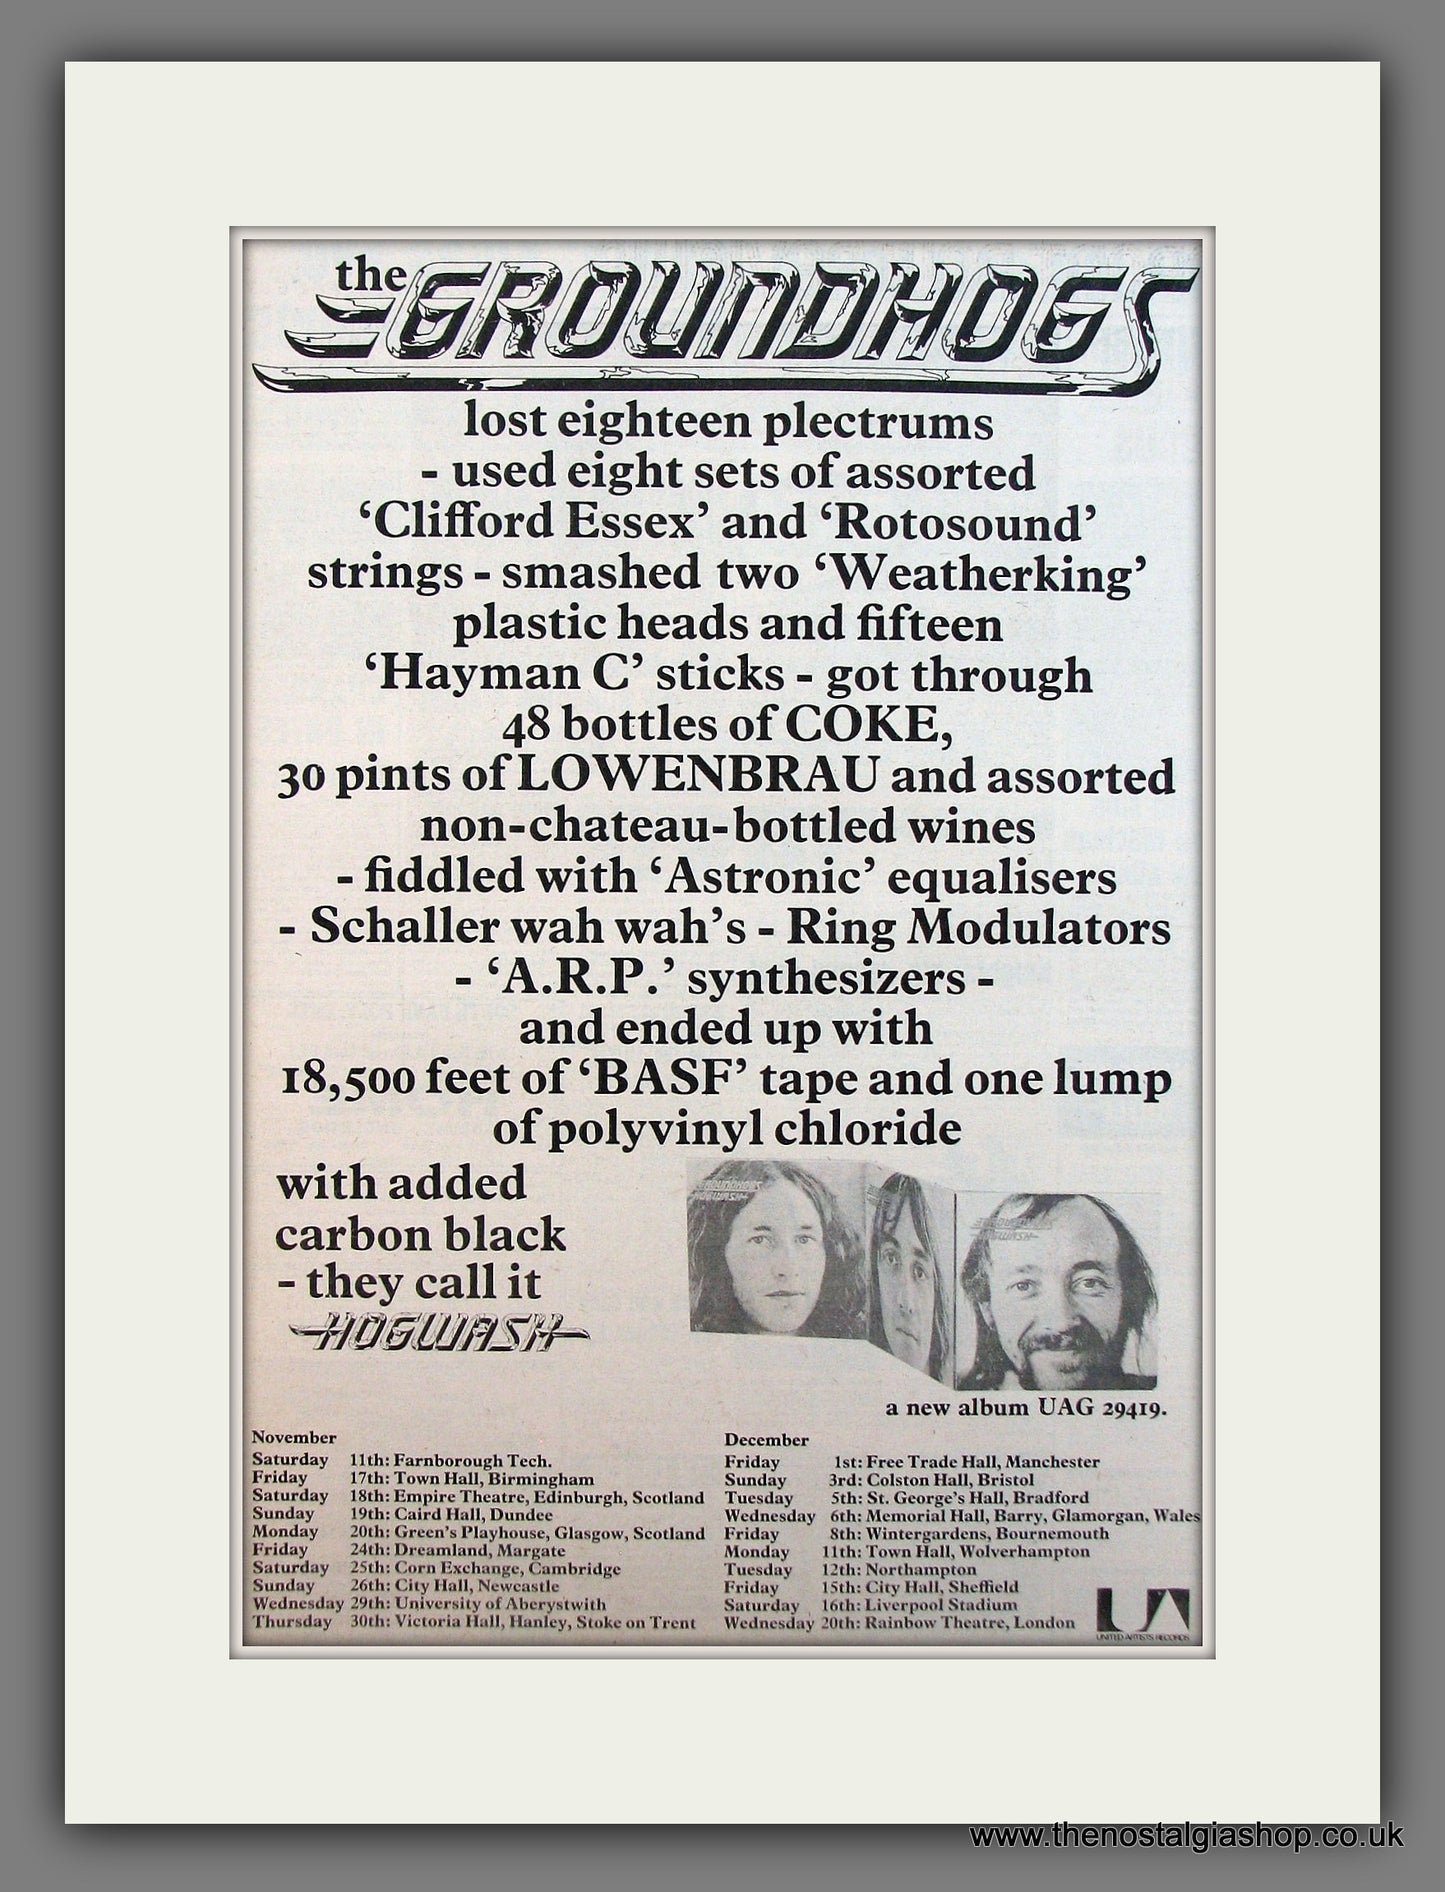 the GROUNDHOGS
lost eighteen plectrums
- used eight sets of assorted
‘Clifford Essex’ and ‘Rotosound’
strings - smashed two ‘Weatherking’
plastic heads and fifteen
‘Hayman C’ sticks - got through
48 bottles of COKE,
30 pints of LOWENBRAU and assorted
non-chateau-bottled wines
- fiddled with ‘Astronic’ equalisers
- Schaller wah wah’s - Ring Modulators
- ‘A.R.P.’ synthesizers -
and ended up with
18,500 feet of ‘BASF’ tape and one lump
of polyvinyl chloride
with added
carbon black
- they call it
HOGWASH
GROUNDHOGS
HOGWASH
GROUNDHOGS
HOGWASH
a new album UAG 29419.
November
Saturday 11th: Farnborough Tech.
Friday 17th: Town Hall, Birmingham
Saturday 18th: Empire Theatre, Edinburgh, Scotland
Sunday 19th: Caird Hall, Dundee
Monday 20th: Green’s Playhouse, Glasgow, Scotland
Friday 24th: Dreamland, Margate
Saturday 25th: Corn Exchange, Cambridge
Sunday 26th: City Hall, Newcastle
Wednesday 29th: University of Aberystwith
Thursday 30th: Victoria Hall, Hanley, Stoke on Trent
December
Friday 1st: Free Trade Hall, Manchester
Sunday 3rd: Colston Hall, Bristol
Tuesday 5th: St. George’s Hall, Bradford
Wednesday 6th: Memorial Hall, Barry, Glamorgan, Wales
Friday 8th: Wintergardens, Bournemouth
Monday 11th: Town Hall, Wolverhampton
Tuesday 12th: Northampton
Friday 15th: City Hall, Sheffield
Saturday 16th: Liverpool Stadium
Wednesday 20th: Rainbow Theatre, London
UA
UNITED ARTISTS RECORDS
www.thenostalgiashop.co.uk